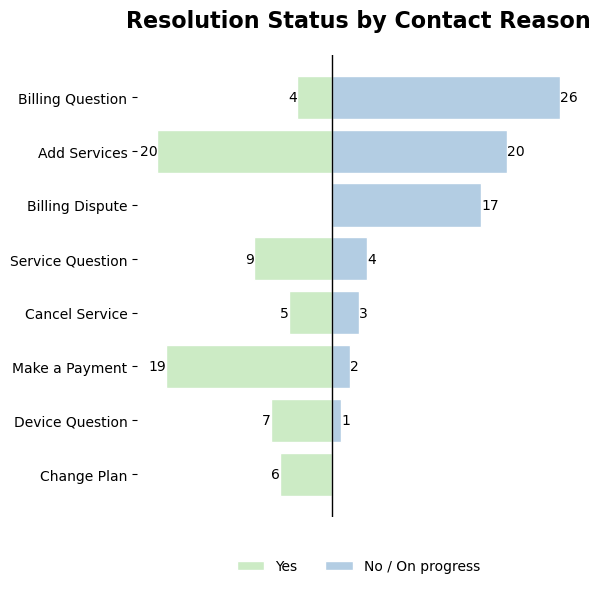 Resolution Status by Contact Reason
Billing Question 4 26
Add Services 20 20
Billing Dispute 17
Service Question 9 4
Cancel Service 5 3
Make a Payment 19 2
Device Question 7 1
Change Plan 6
Yes No / On progress